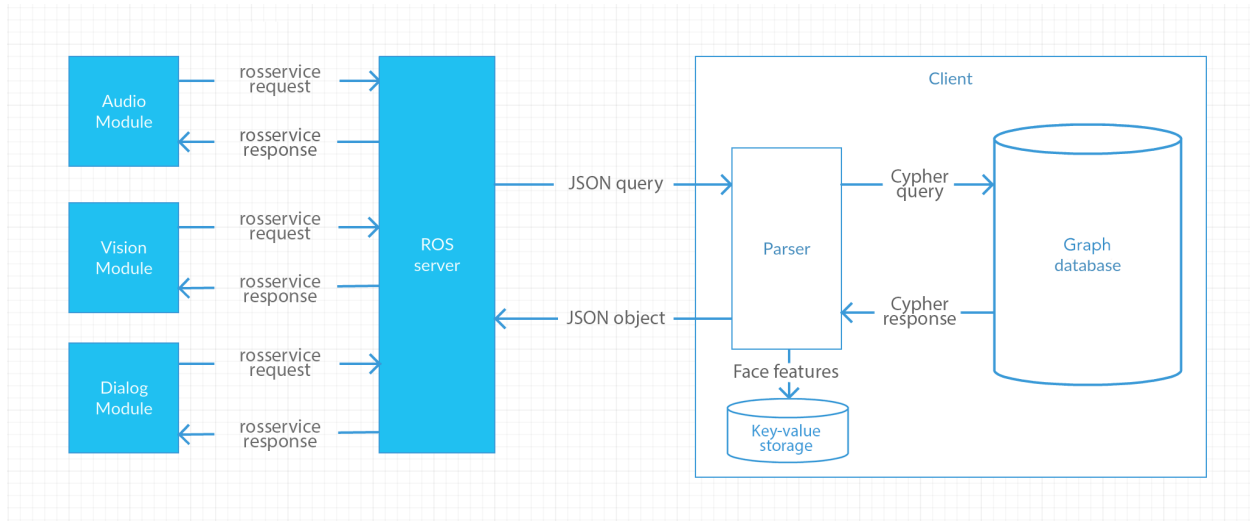 Audio
Module
rosservice
request
rosservice
response
Vision
Module
rosservice
request
rosservice
response
Dialog
Module
rosservice
request
rosservice
response
ROS
server
JSON query
JSON object
Client
Parser
Cypher
query
Cypher
response
Graph
database
Face features
Key-value
storage